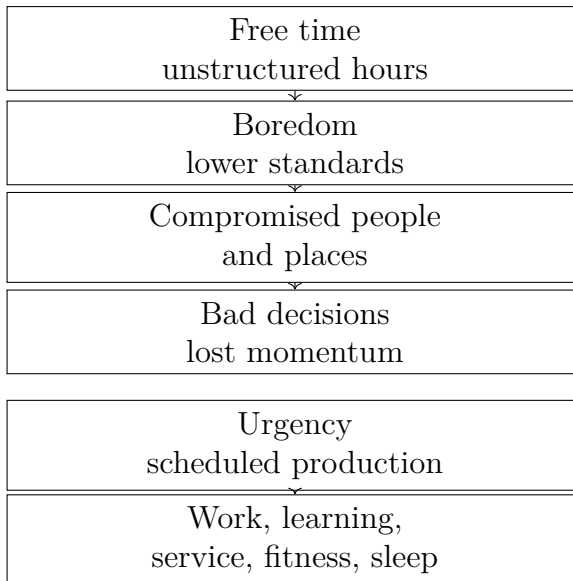 Free time
unstructured hours
Boredom
lower standards
Compromised people
and places
Bad decisions
lost momentum
Urgency
scheduled production
Work, learning,
service, fitness, sleep